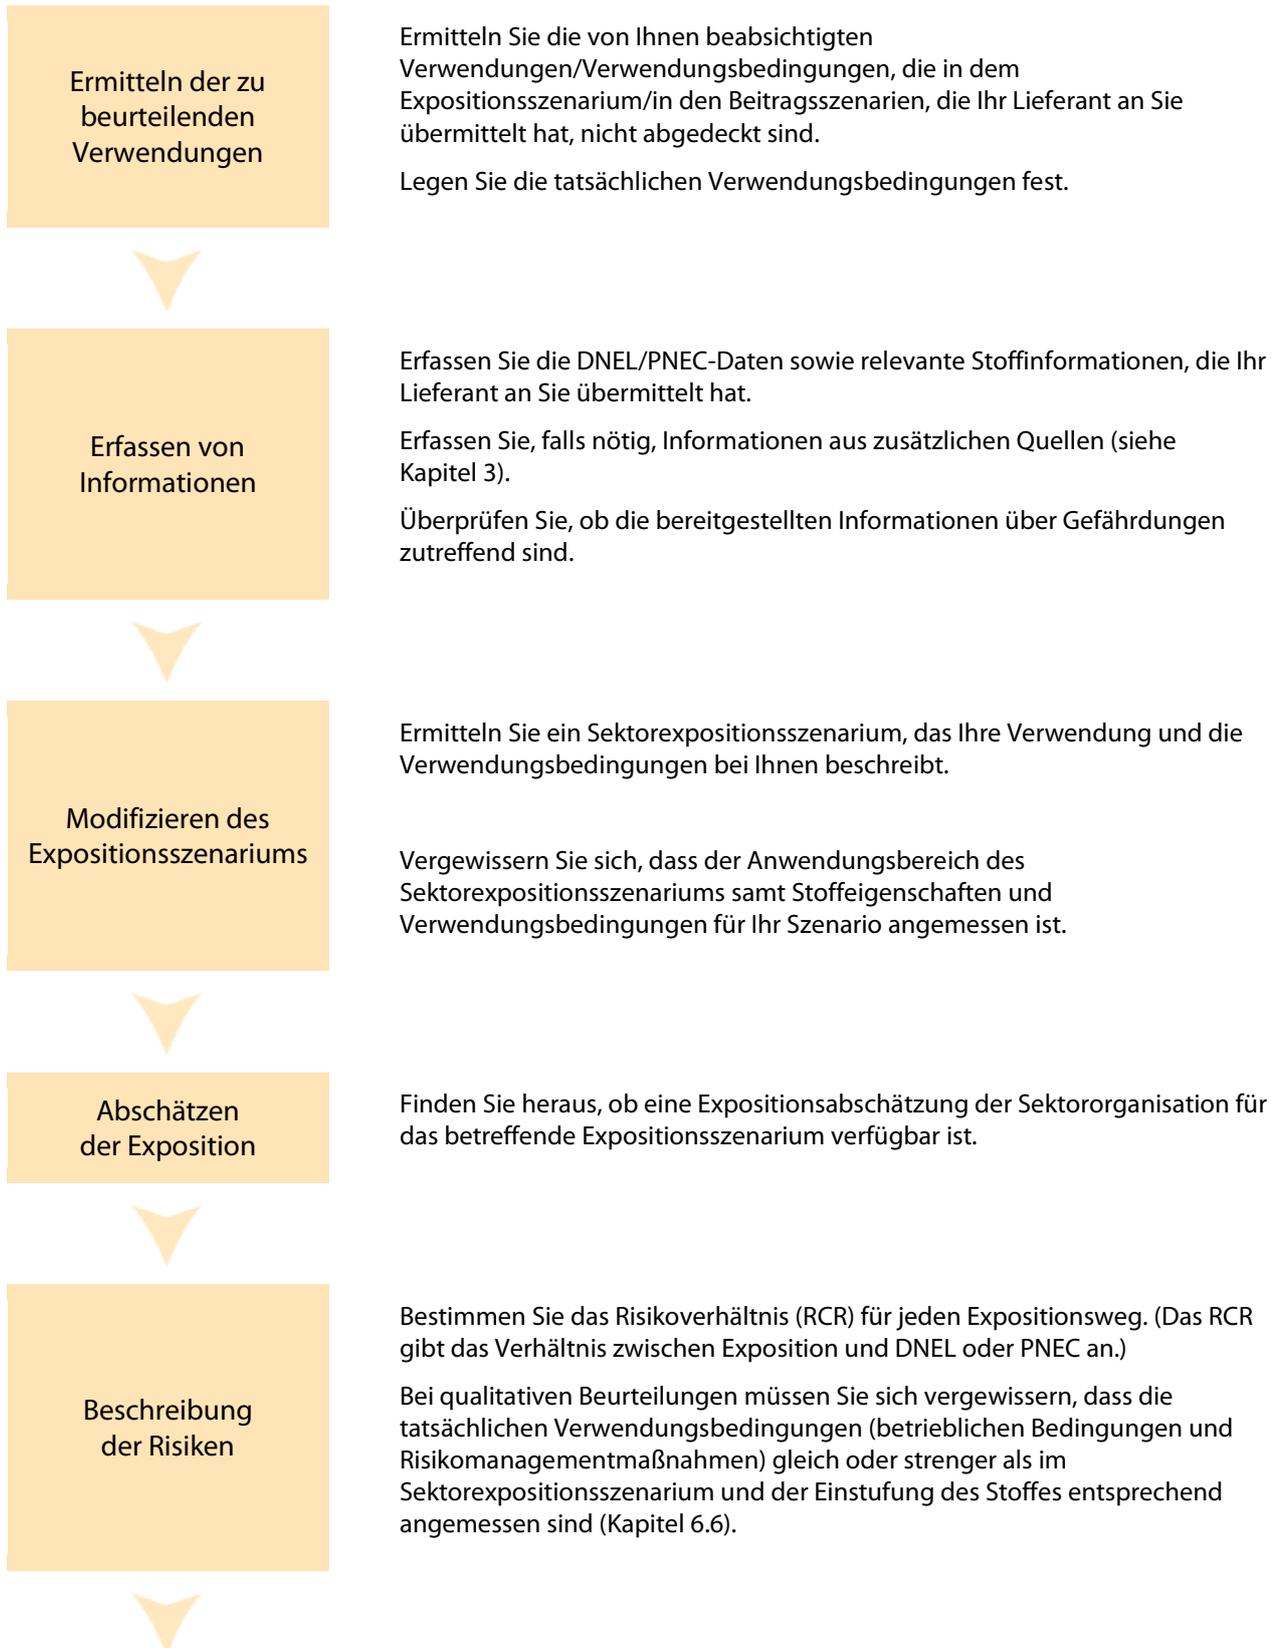 Ermitteln der zu
beurteilenden
Verwendungen
Ermitteln Sie die von Ihnen beabsichtigten
Verwendungen/Verwendungsbedingungen, die in dem
Expositionsszenarium/in den Beitragsszenarien, die Ihr Lieferant an Sie
übermittelt hat, nicht abgedeckt sind.
Legen Sie die tatsächlichen Verwendungsbedingungen fest.
Erfassen von
Informationen
Erfassen Sie die DNEL/PNEC-Daten sowie relevante Stoffinformationen, die Ihr
Lieferant an Sie übermittelt hat.
Erfassen Sie, falls nötig, Informationen aus zusätzlichen Quellen (siehe
Kapitel 3).
Überprüfen Sie, ob die bereitgestellten Informationen über Gefährdungen
zutreffend sind.
Modifizieren des
Expositionsszenariums
Ermitteln Sie ein Sektorexpositionsszenarium, das Ihre Verwendung und die
Verwendungsbedingungen bei Ihnen beschreibt.
Vergewissern Sie sich, dass der Anwendungsbereich des
Sektorexpositionsszenariums samt Stoffeigenschaften und
Verwendungsbedingungen für Ihr Szenario angemessen ist.
Abschätzen
der Exposition
Finden Sie heraus, ob eine Expositionsabschätzung der Sektororganisation für
das betreffende Expositionsszenarium verfügbar ist.
Beschreibung
der Risiken
Bestimmen Sie das Risikoverhältnis (RCR) für jeden Expositionsweg. (Das RCR
gibt das Verhältnis zwischen Exposition und DNEL oder PNEC an.)
Bei qualitativen Beurteilungen müssen Sie sich vergewissern, dass die
tatsächlichen Verwendungsbedingungen (betrieblichen Bedingungen und
Risikomanagementmaßnahmen) gleich oder strenger als im
Sektorexpositionsszenarium und der Einstufung des Stoffes entsprechend
angemessen sind (Kapitel 6.6).